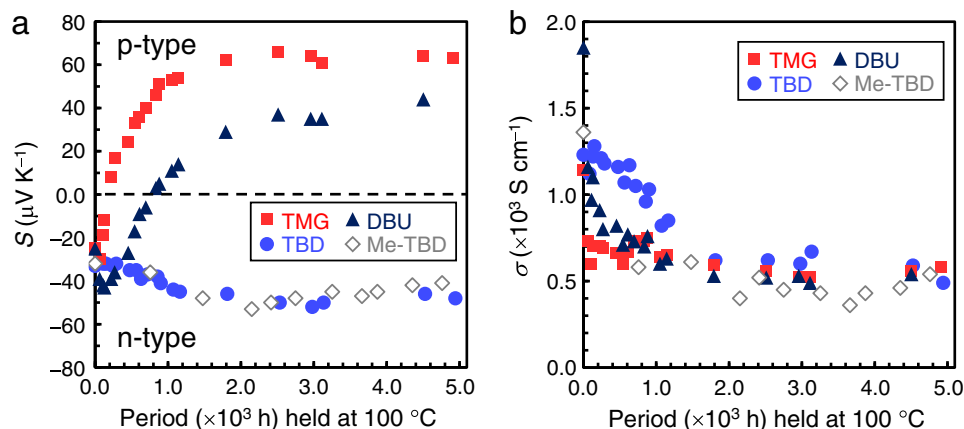 a
p-type
80
60
40
20
0.0
−20
−40
−60
−80
S (μV K⁻¹)
TMG DBU
TBD Me-TBD
n-type
0.0 1.0 2.0 3.0 4.0 5.0
Period (×10³ h) held at 100 °C
b
2.0
1.5
1.0
0.5
0.0
σ (×10³ S cm⁻¹)
TMG DBU
TBD Me-TBD
0.0 1.0 2.0 3.0 4.0 5.0
Period (×10³ h) held at 100 °C